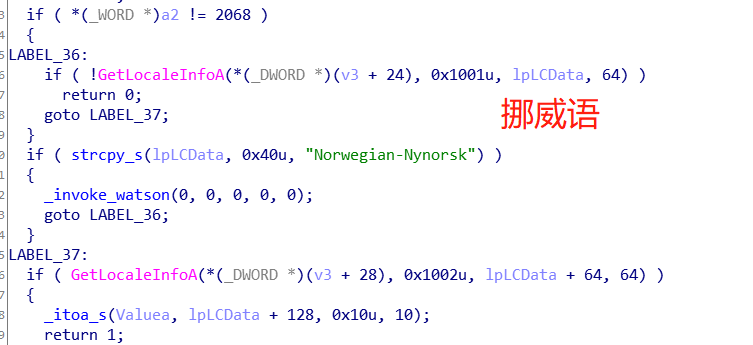 3 if ( *(_WORD *)a2 != 2068 )
4 {
5 LABEL_36:
6 if ( !GetLocaleInfoA(*(_DWORD *)(v3 + 24), 0x1001u, lpLCData, 64) )
7 return 0;
8 goto LABEL_37;
9 }
0 if ( strcpy_s(lpLCData, 0x40u, "Norwegian-Nynorsk") )
1 {
2 _invoke_watson(0, 0, 0, 0, 0);
3 goto LABEL_36;
4 }
5 LABEL_37:
6 if ( GetLocaleInfoA(*(_DWORD *)(v3 + 28), 0x1002u, lpLCData + 64, 64) )
7 {
8 _itoa_s(Valuea, lpLCData + 128, 0x10u, 10);
9 return 1;
挪威语